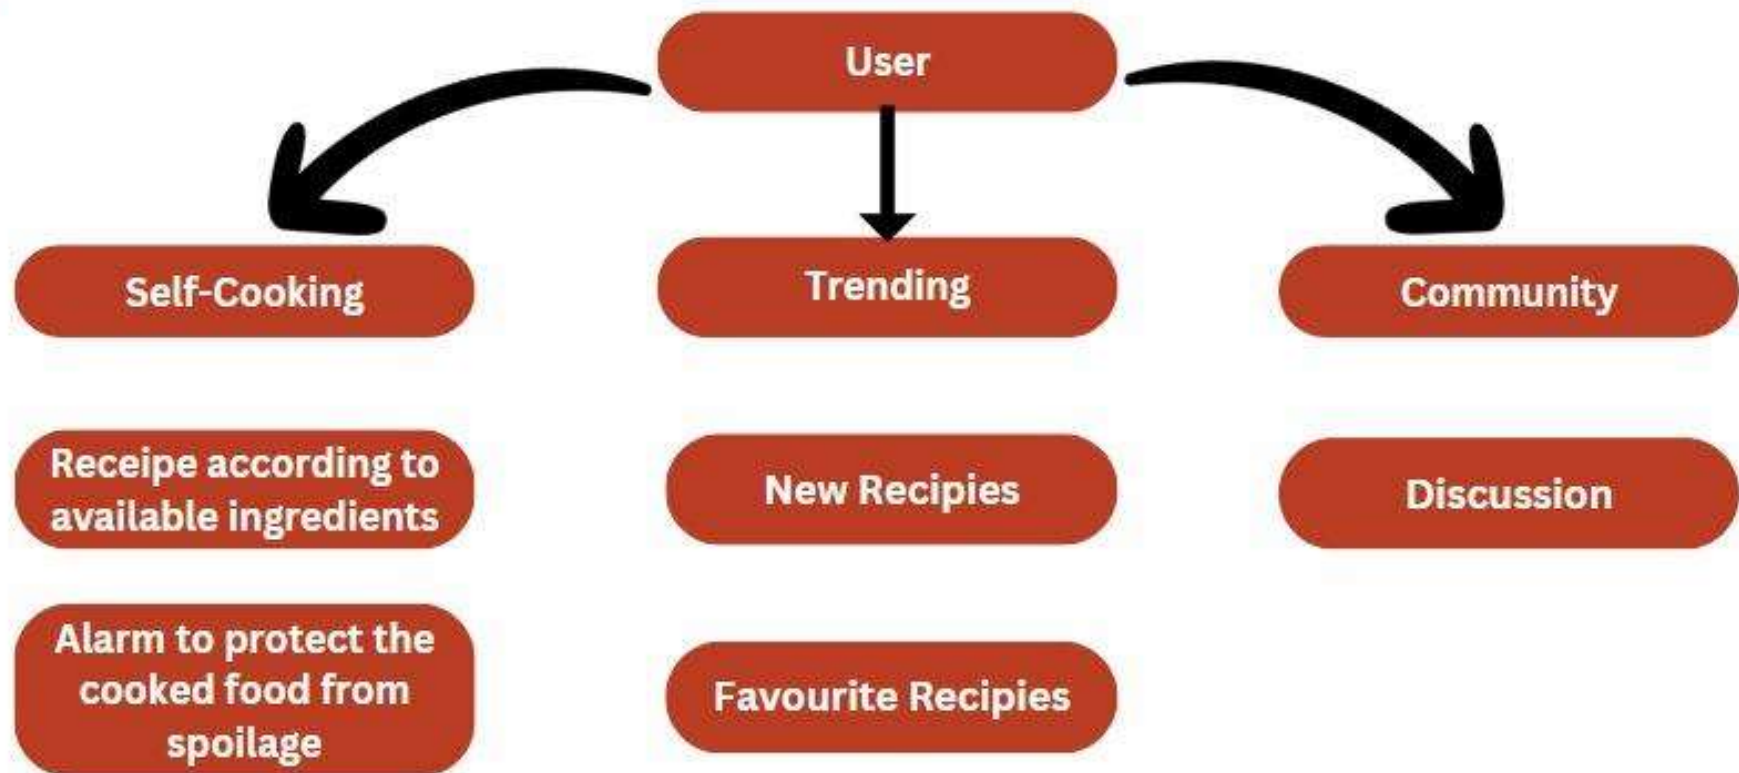 User
Self-Cooking
Trending
Community
Receipe according to
available ingredients
New Recipies
Discussion
Alarm to protect the
cooked food from
spoilage
Favourite Recipies